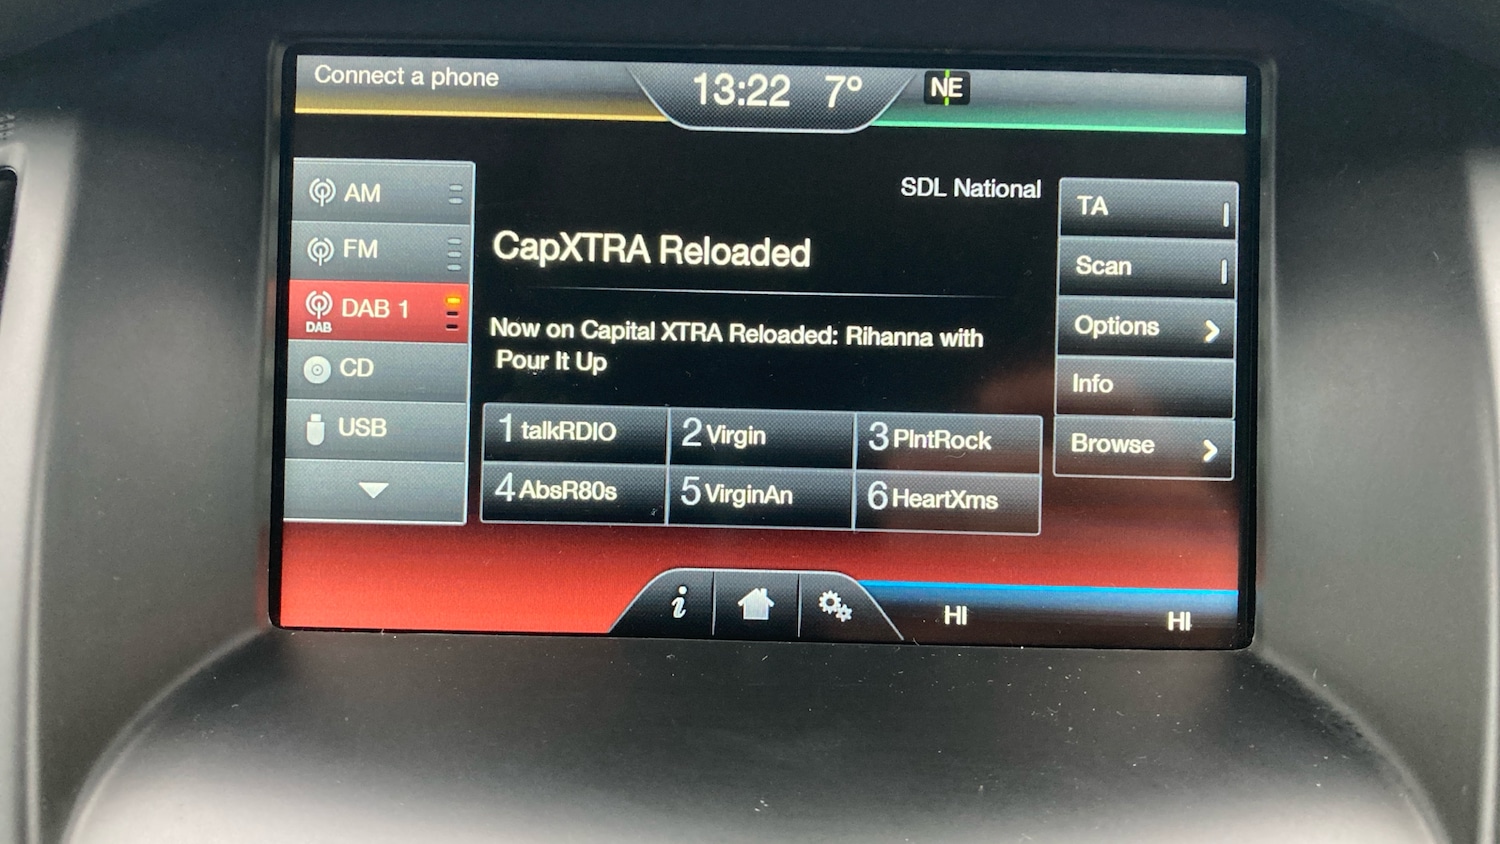 Connect a phone
13:22 7° NE
AM
FM
DAB 1
DAB
CD
USB
SDL National
CapXTRA Reloaded
Now on Capital XTRA Reloaded: Rihanna with
Pour It Up
1 talkRDIO
2 Virgin
3 PlntRock
4 AbsR80s
5 VirginAn
6 HeartXms
TA
Scan
Options
Info
Browse
i
HI
HI